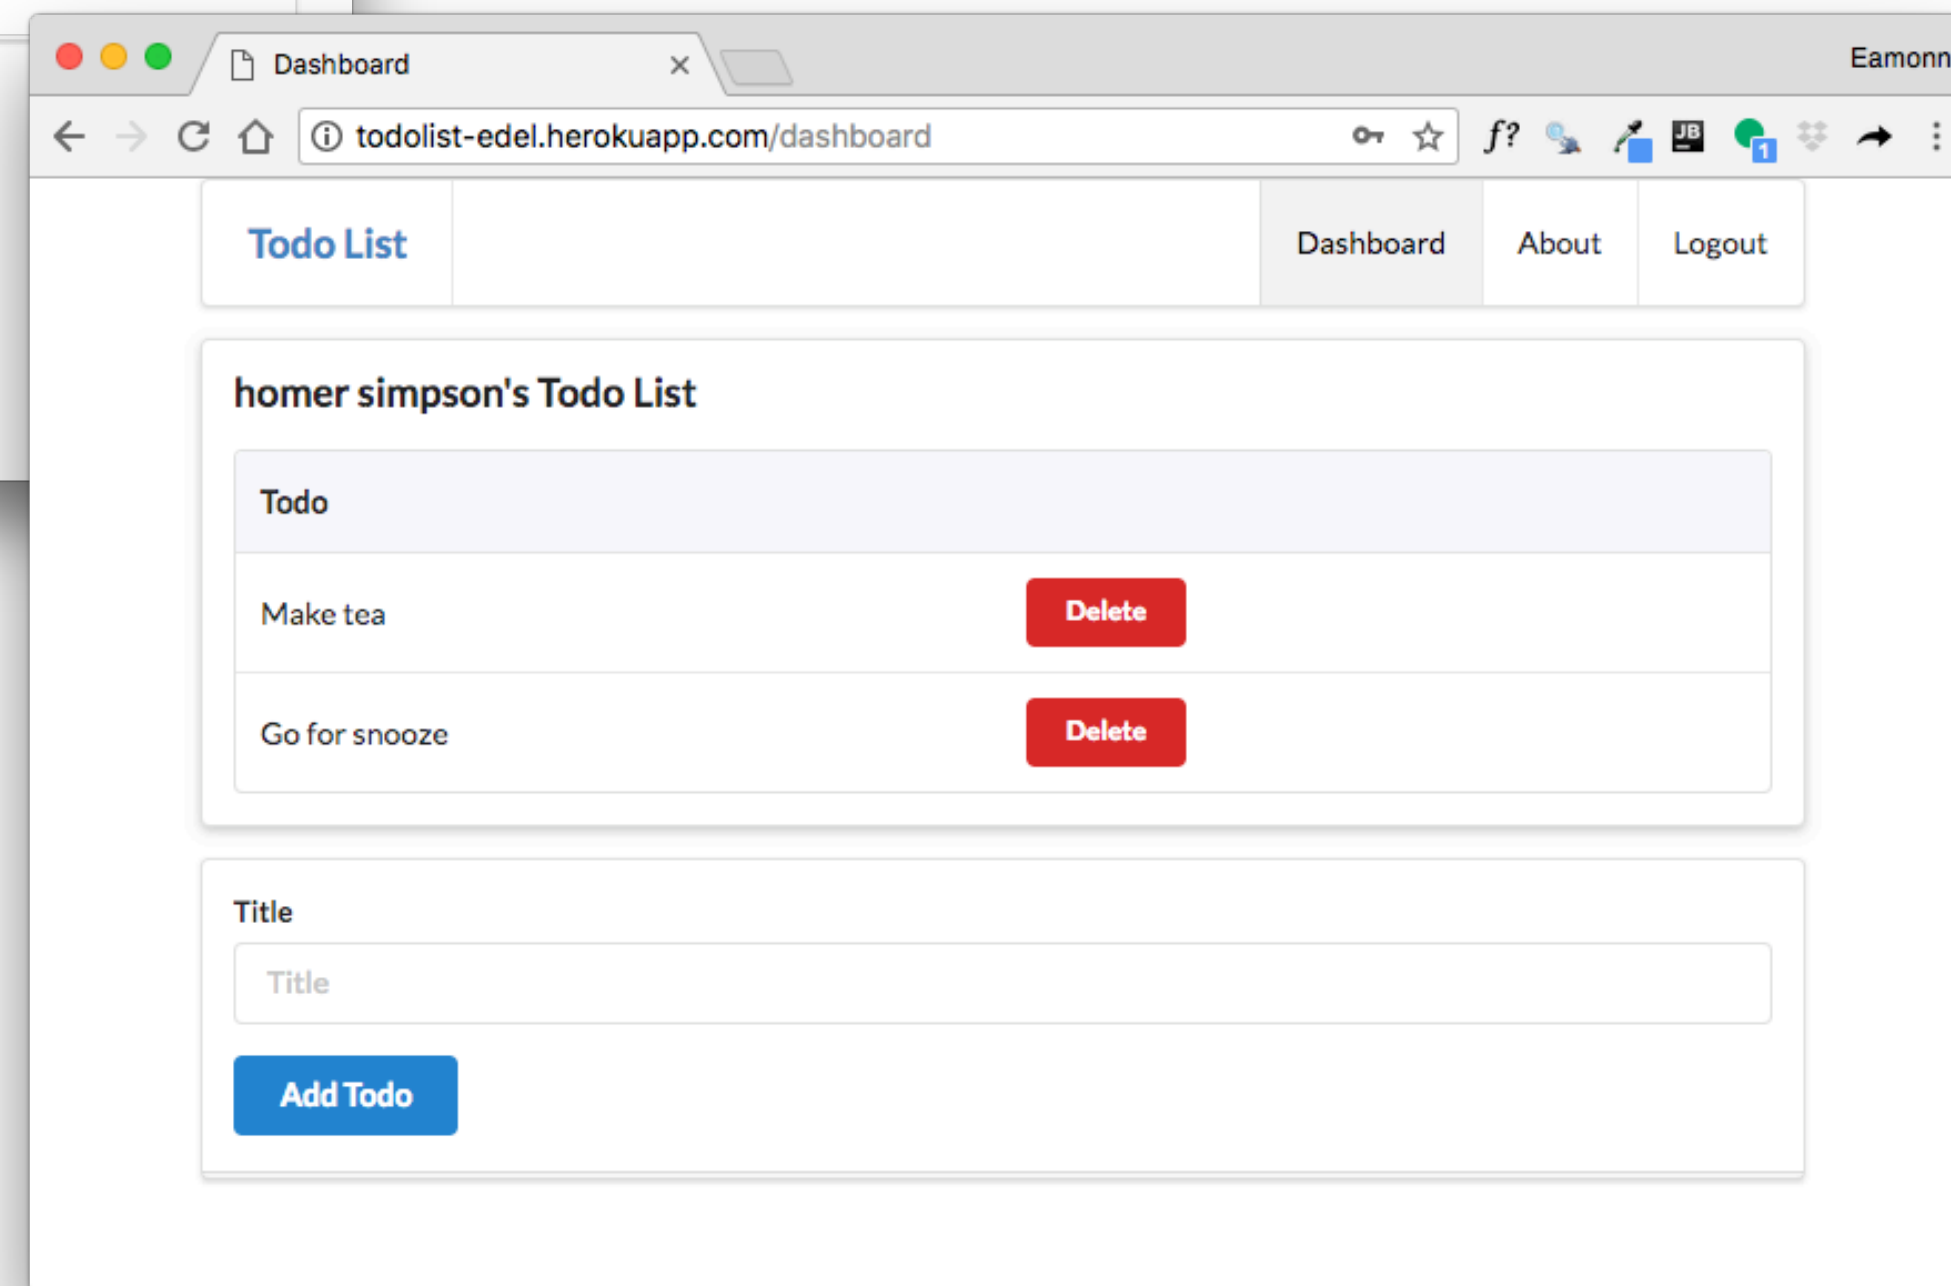 Dashboard
Eamonn
todolist-edel.herokuapp.com/dashboard
f?
JB
1
Todo List
Dashboard
About
Logout
homer simpson's Todo List
Todo
Make tea
Delete
Go for snooze
Delete
Title
Title
Add Todo